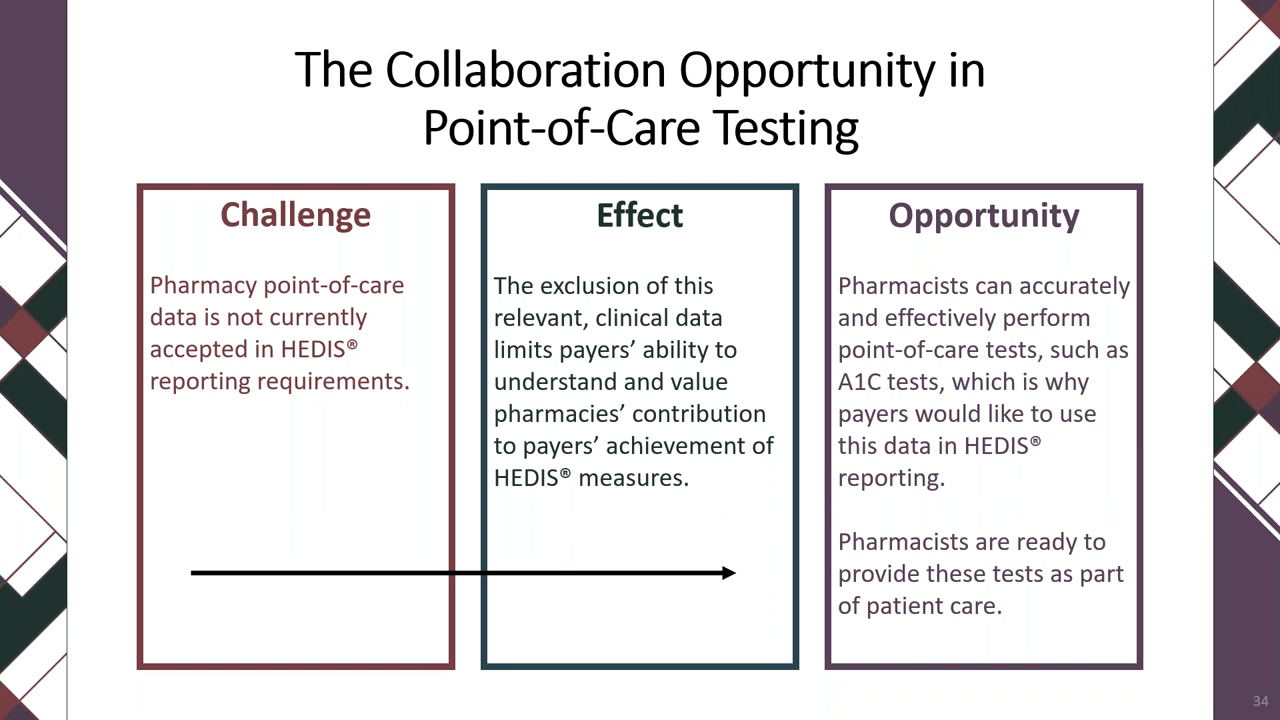 The Collaboration Opportunity in
Point-of-Care Testing
Challenge
Pharmacy point-of-care
data is not currently
accepted in HEDIS®
reporting requirements.
Effect
The exclusion of this
relevant, clinical data
limits payers’ ability to
understand and value
pharmacies’ contribution
to payers’ achievement of
HEDIS® measures.
Opportunity
Pharmacists can accurately
and effectively perform
point-of-care tests, such as
A1C tests, which is why
payers would like to use
this data in HEDIS®
reporting.
Pharmacists are ready to
provide these tests as part
of patient care.
34